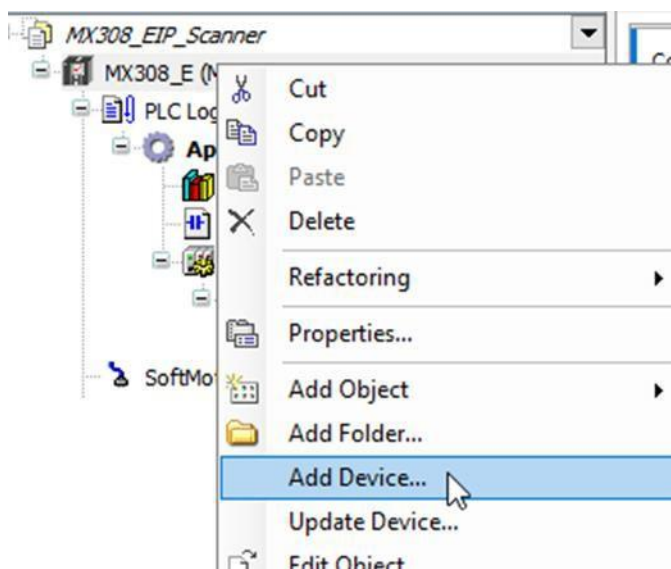 MX308_EIP_Scanner
MX308_E (M
PLC Log
Ap
SoftMo
Cut
Copy
Paste
Delete
Refactoring
Properties...
Add Object
Add Folder...
Add Device...
Update Device...
Edit Object